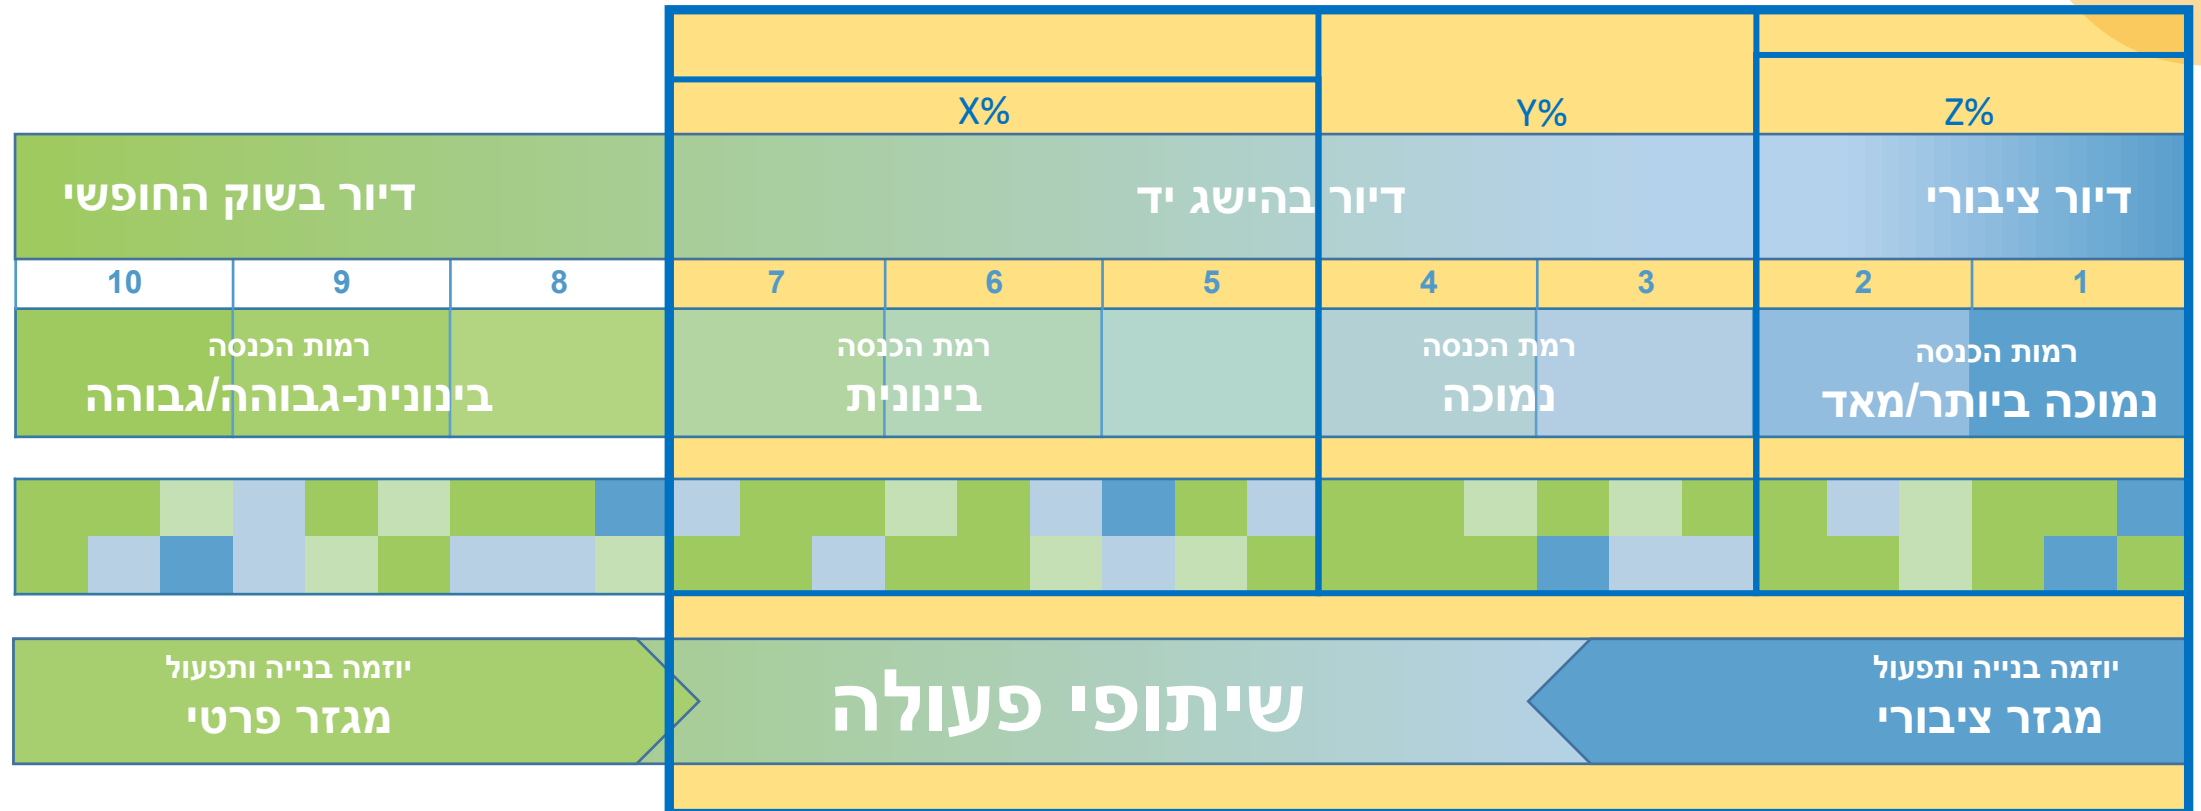 Z% Y% X%
דיור ציבורי דיור בהישג יד דיור בשוק החופשי
1 2 3 4 5 6 7 8 9 10
רמות הכנסה רמת הכנסה רמת הכנסה רמות הכנסה
נמוכה ביותר/מאד נמוכה בינונית בינונית-גבוהה/גבוהה
יוזמה בנייה ותפעול יוזמה בנייה ותפעול
מגזר ציבורי שיתופי פעולה מגזר פרטי